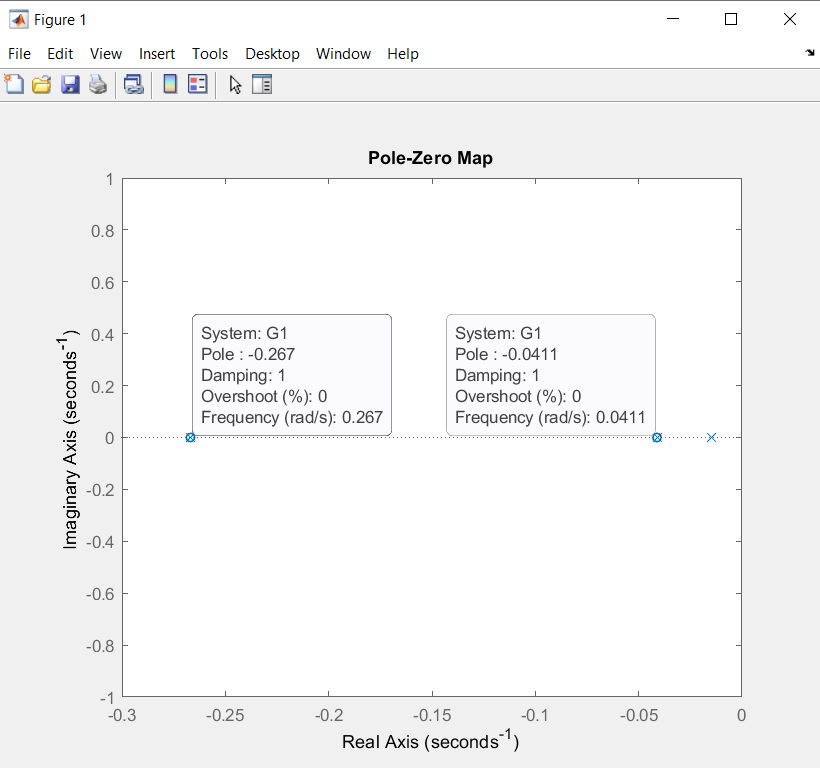 Figure 1
File Edit View Insert Tools Desktop Window Help
Pole-Zero Map
1
0.8
0.6
0.4
0.2
0
-0.2
-0.4
-0.6
-0.8
-1
Imaginary Axis (seconds⁻¹)
System: G1
Pole : -0.267
Damping: 1
Overshoot (%): 0
Frequency (rad/s): 0.267
System: G1
Pole : -0.0411
Damping: 1
Overshoot (%): 0
Frequency (rad/s): 0.0411
-0.3 -0.25 -0.2 -0.15 -0.1 -0.05 0
Real Axis (seconds⁻¹)